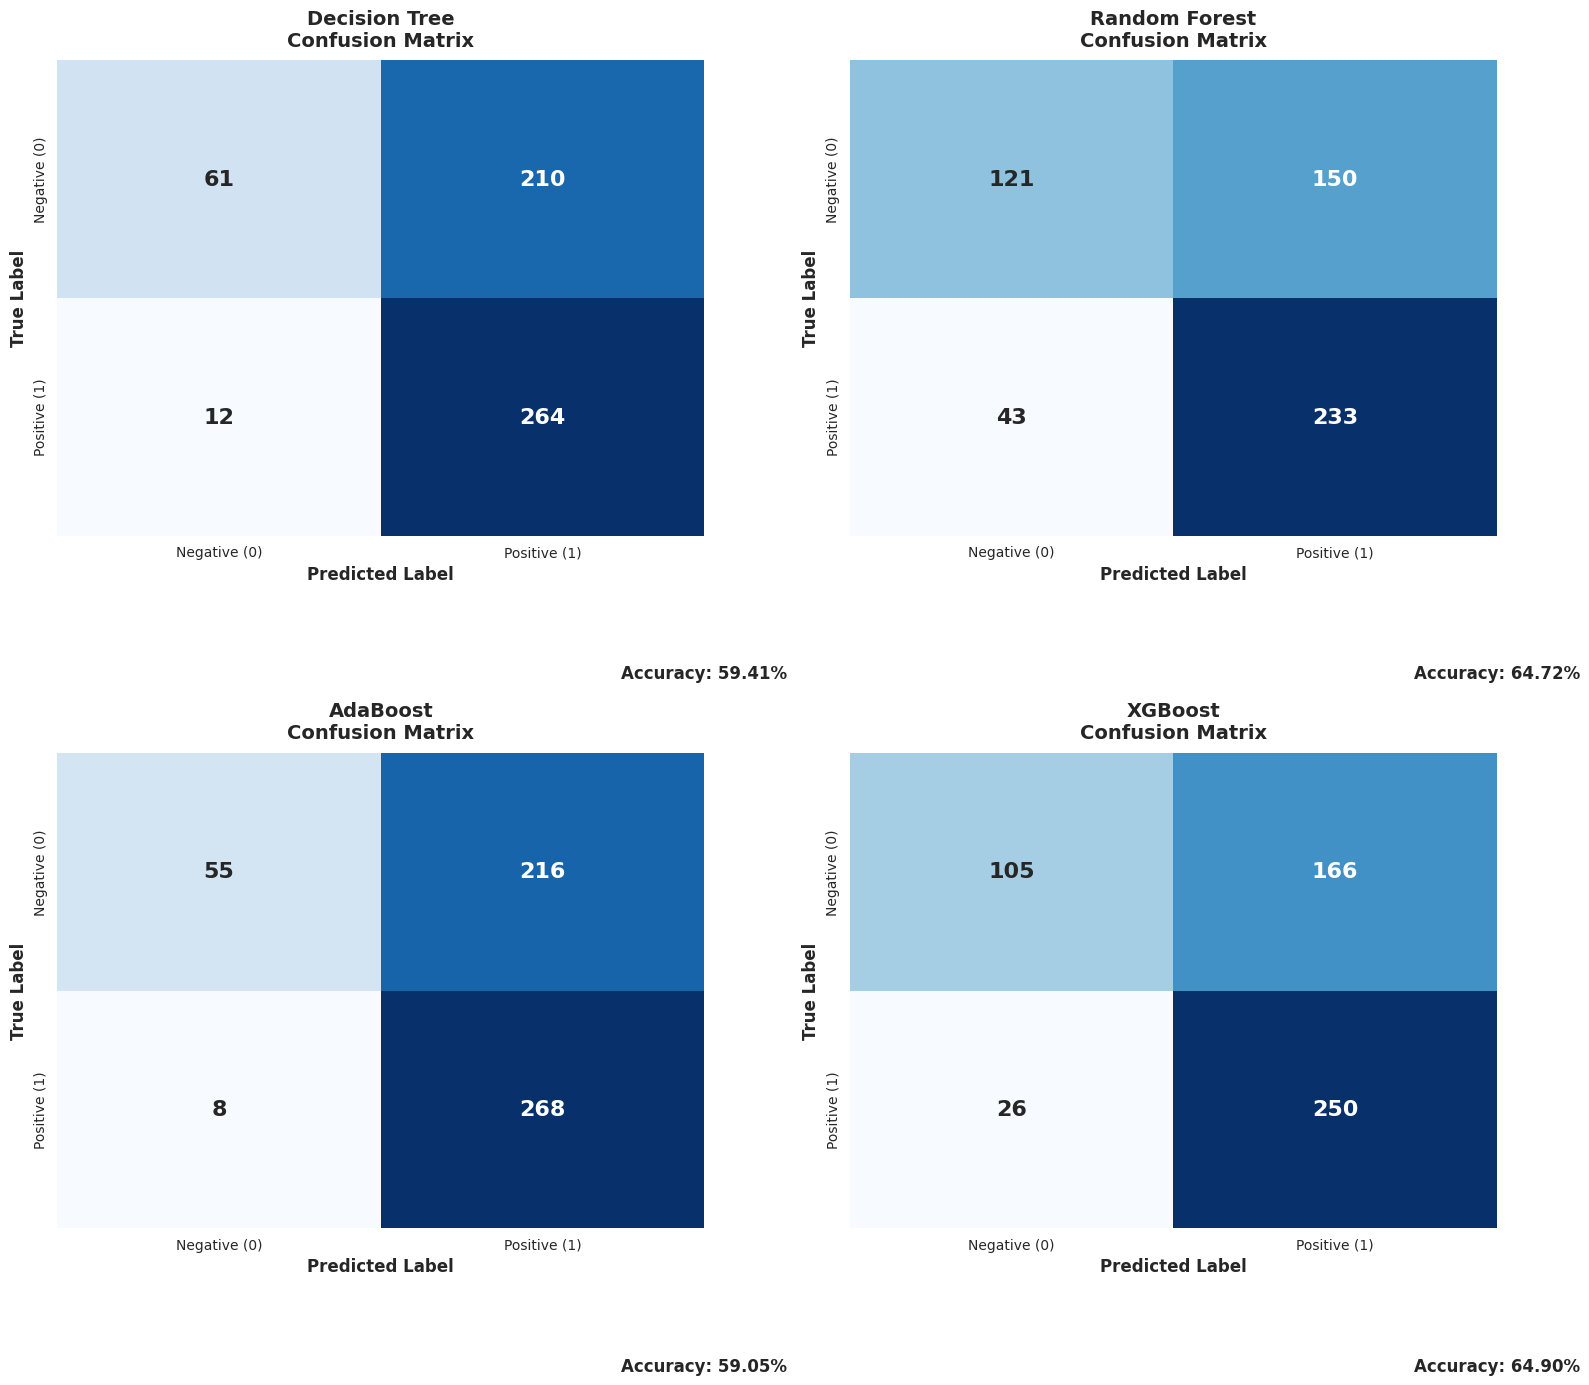 Decision Tree
Confusion Matrix
True Label
Negative (0)
61
210
Positive (1)
12
264
Negative (0)
Positive (1)
Predicted Label
Accuracy: 59.41%
Random Forest
Confusion Matrix
True Label
Negative (0)
121
150
Positive (1)
43
233
Negative (0)
Positive (1)
Predicted Label
Accuracy: 64.72%
AdaBoost
Confusion Matrix
True Label
Negative (0)
55
216
Positive (1)
8
268
Negative (0)
Positive (1)
Predicted Label
Accuracy: 59.05%
XGBoost
Confusion Matrix
True Label
Negative (0)
105
166
Positive (1)
26
250
Negative (0)
Positive (1)
Predicted Label
Accuracy: 64.90%